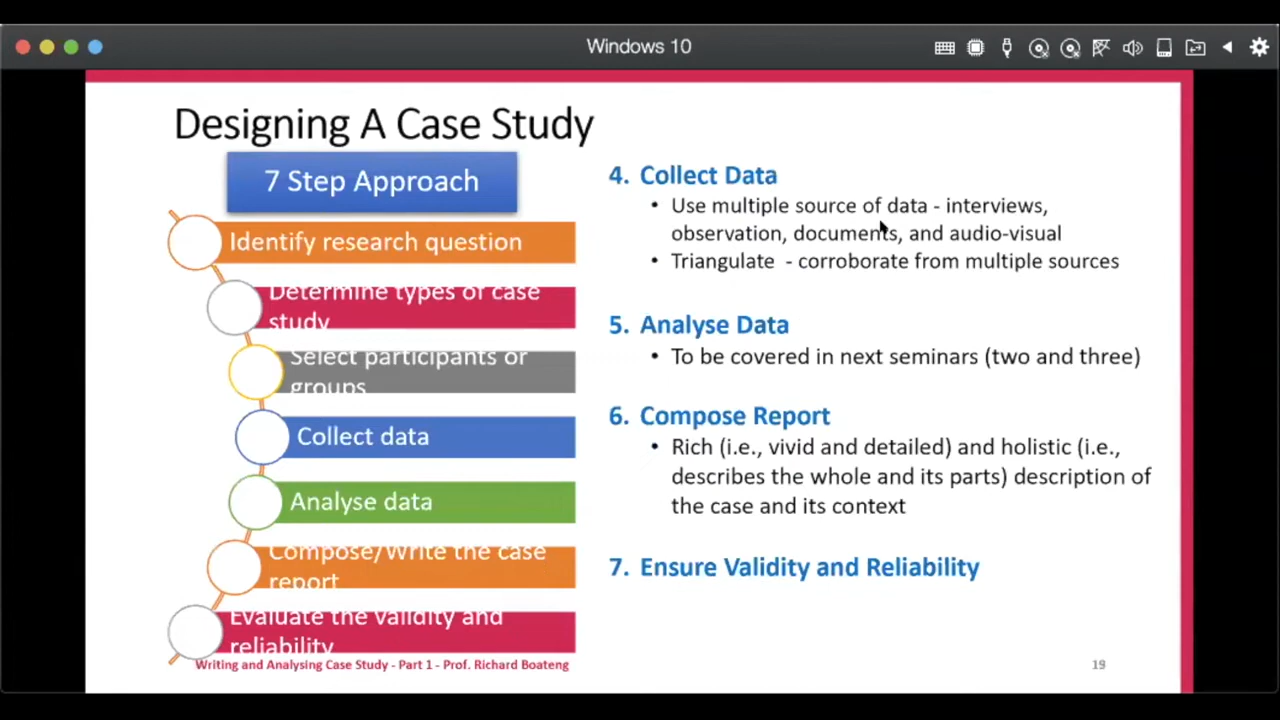 Windows 10
Designing A Case Study
7 Step Approach
Identify research question
Determine types of case
study
Select participants or
groups
Collect data
Analyse data
Compose/Write the case
report
Evaluate the validity and
reliability
4. Collect Data
• Use multiple source of data - interviews,
observation, documents, and audio-visual
• Triangulate - corroborate from multiple sources
5. Analyse Data
• To be covered in next seminars (two and three)
6. Compose Report
• Rich (i.e., vivid and detailed) and holistic (i.e.,
describes the whole and its parts) description of
the case and its context
7. Ensure Validity and Reliability
Writing and Analysing Case Study - Part 1 - Prof. Richard Boateng
19